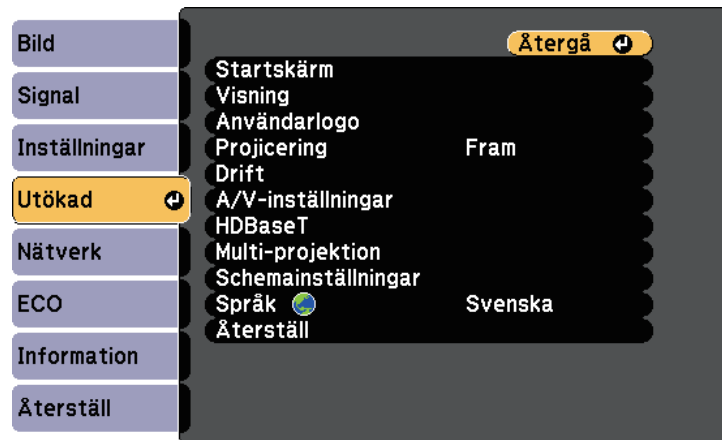 Bild
Signal
Inställningar
Utökad
Nätverk
ECO
Information
Återställ
Återgå
Startskärm
Visning
Användarlogo
Projicering Fram
Drift
A/V-inställningar
HDBaseT
Multi-projektion
Schemainställningar
Språk Svenska
Återställ